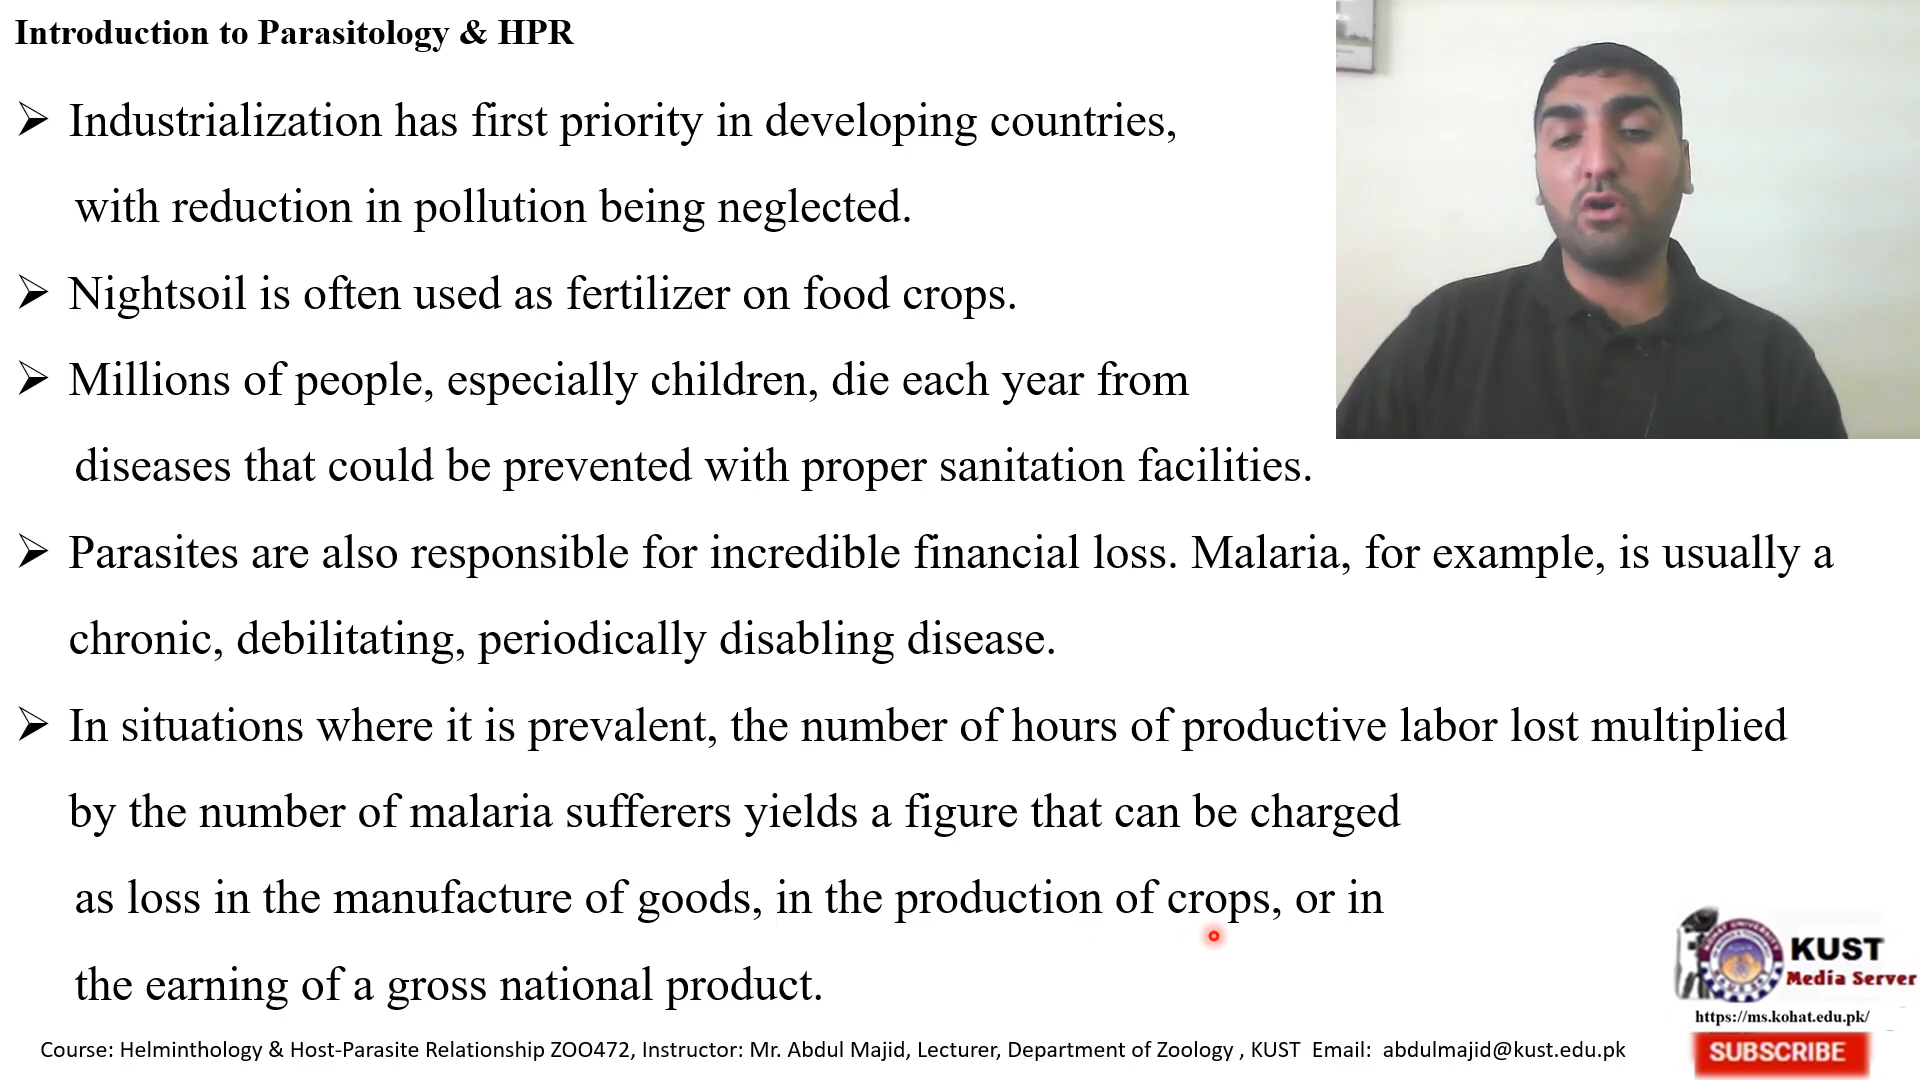 Introduction to Parasitology & HPR
➢ Industrialization has first priority in developing countries,
with reduction in pollution being neglected.
➢ Nightsoil is often used as fertilizer on food crops.
➢ Millions of people, especially children, die each year from
diseases that could be prevented with proper sanitation facilities.
➢ Parasites are also responsible for incredible financial loss. Malaria, for example, is usually a
chronic, debilitating, periodically disabling disease.
➢ In situations where it is prevalent, the number of hours of productive labor lost multiplied
by the number of malaria sufferers yields a figure that can be charged
as loss in the manufacture of goods, in the production of crops, or in
the earning of a gross national product.
KUST
Media Server
https://ms.kohat.edu.pk/
SUBSCRIBE
Course: Helminthology & Host-Parasite Relationship ZOO472, Instructor: Mr. Abdul Majid, Lecturer, Department of Zoology , KUST  Email:  abdulmajid@kust.edu.pk